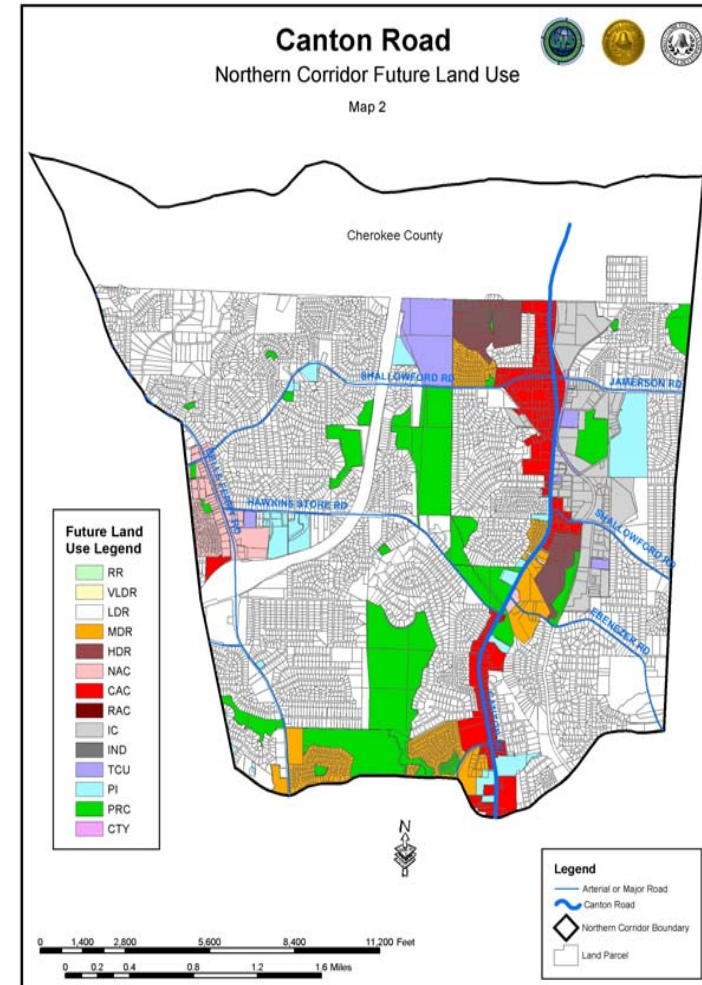 Canton Road
Northern Corridor Future Land Use
Map 2
Cherokee County
SHALLOWFORD RD
JAMERSON RD
HAWKINS STORE RD
SHALLOWFORD RD
EBENEZER RD
Future Land
Use Legend
RR
VLDR
LDR
MDR
HDR
NAC
CAC
RAC
IC
IND
TCU
PI
PRC
CTY
N
Legend
Arterial or Major Road
Canton Road
Northern Corridor Boundary
Land Parcel
0 1,400 2,800 5,600 8,400 11,200 Feet
0 0.2 0.4 0.8 1.2 1.6 Miles